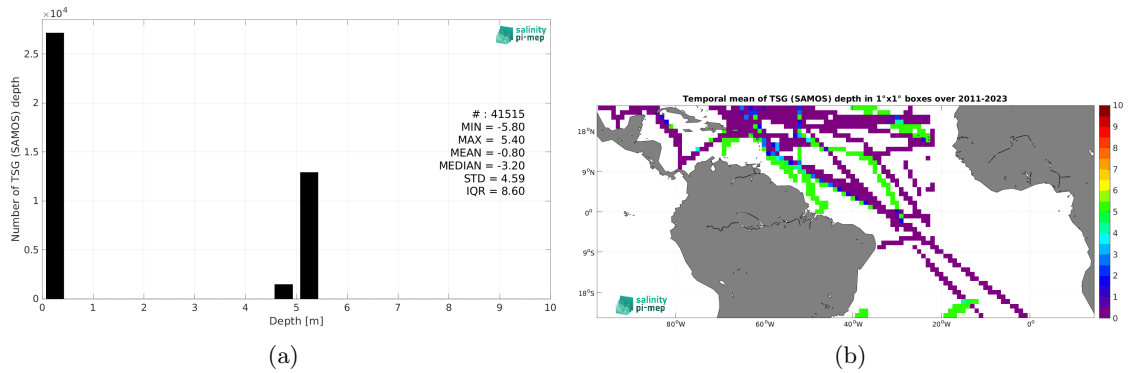 ×10⁴
2.5
2
1.5
1
0.5
0
Number of TSG (SAMOS) depth
salinity
pi-mep
# : 41515
MIN = -5.80
MAX = 5.40
MEAN = -0.80
MEDIAN = -3.20
STD = 4.59
IQR = 8.60
0 1 2 3 4 5 6 7 8 9 10
Depth [m]
(a)
Temporal mean of TSG (SAMOS) depth in 1°x1° boxes over 2011-2023
18°N
9°N
0°
9°S
18°S
80°W 60°W 40°W 20°W 0°
salinity
pi-mep
10
9
8
7
6
5
4
3
2
1
0
(b)